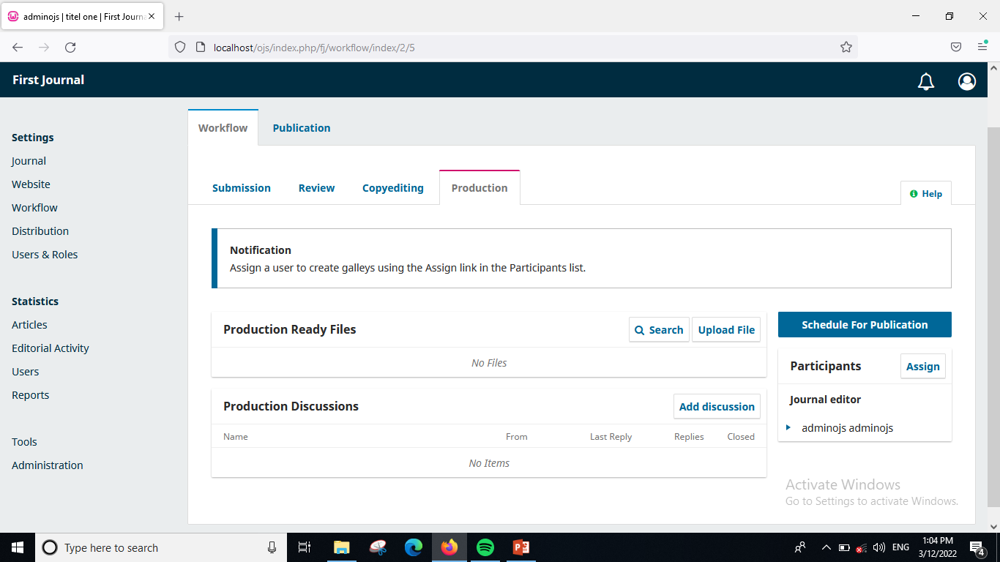 adminojs | titel one | First Journa
localhost/ojs/index.php/fj/workflow/index/2/5
First Journal
Settings
Journal
Website
Workflow
Distribution
Users & Roles
Statistics
Articles
Editorial Activity
Users
Reports
Tools
Administration
Workflow
Publication
Submission
Review
Copyediting
Production
Help
Notification
Assign a user to create galleys using the Assign link in the Participants list.
Production Ready Files
Search
Upload File
No Files
Production Discussions
Add discussion
Name From Last Reply Replies Closed
No Items
Schedule For Publication
Participants
Assign
Journal editor
adminojs adminojs
Activate Windows
Go to Settings to activate Windows.
Type here to search
ENG
1:04 PM
3/12/2022
4